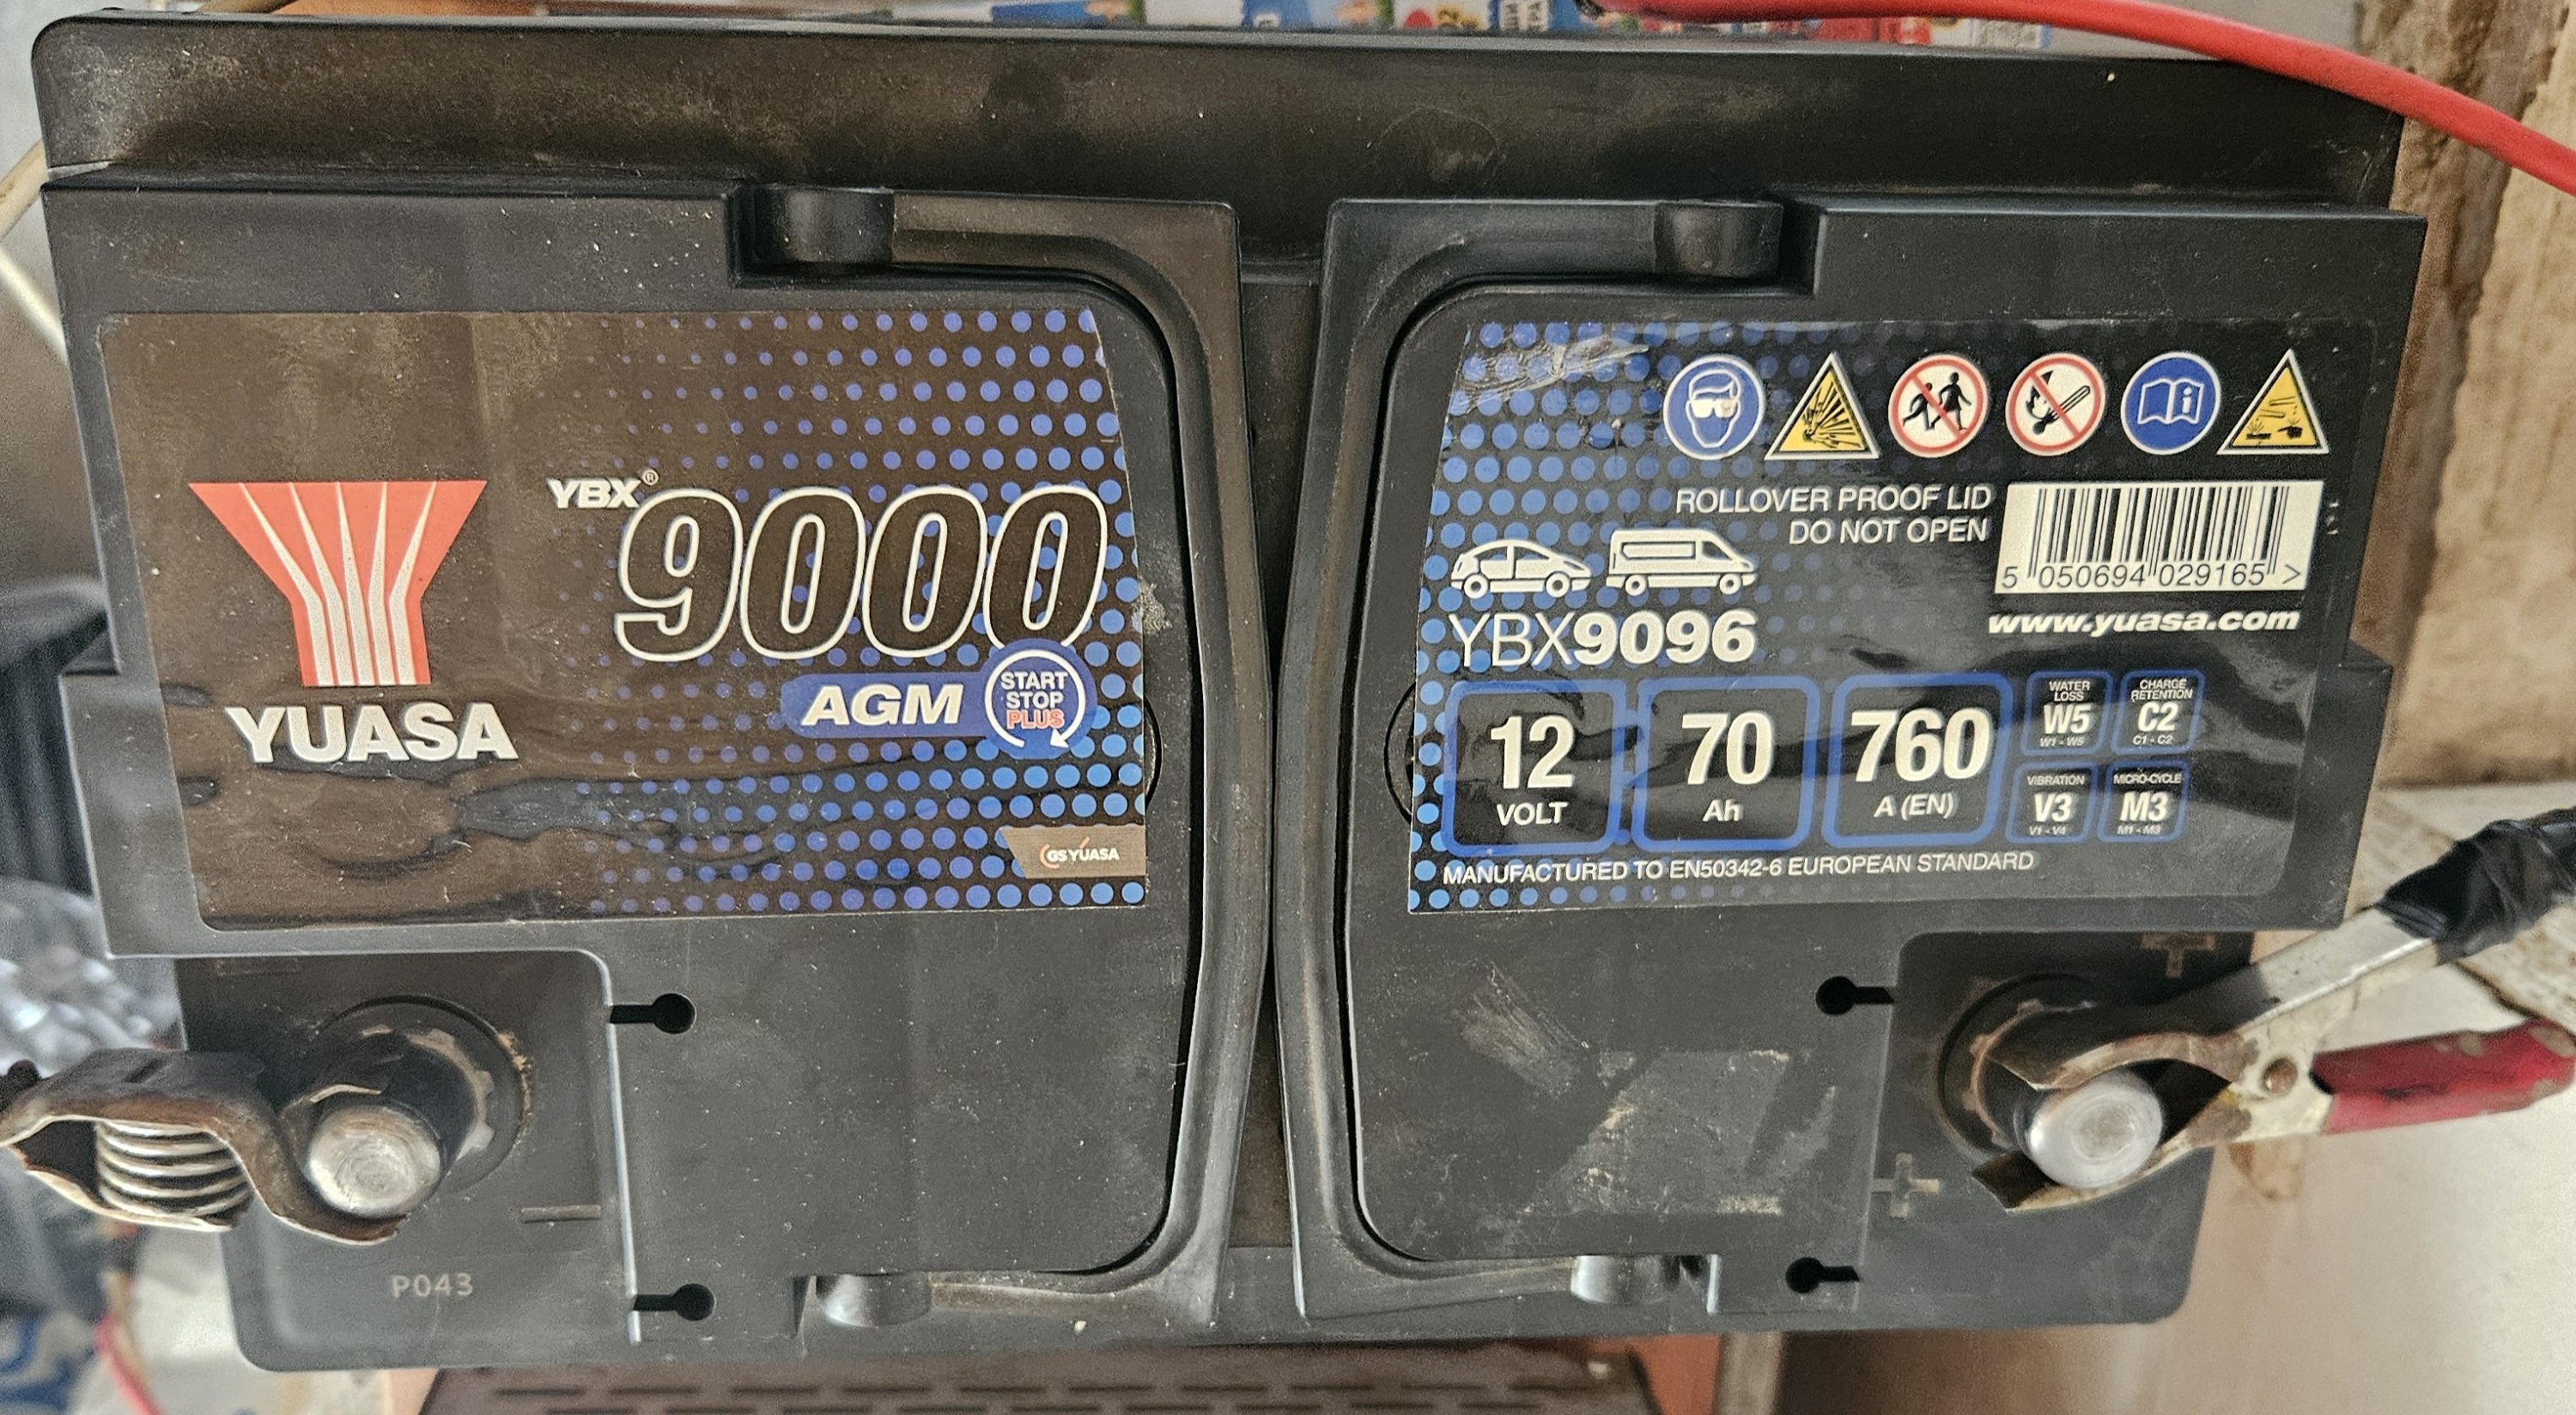 YBX®
9000
AGM
START
STOP
PLUS
YUASA
GS YUASA
ROLLOVER PROOF LID
DO NOT OPEN
5 050694 029165 >
www.yuasa.com
YBX9096
12
VOLT
70
Ah
760
A (EN)
WATER
LOSS
W5
W1 - W5
CHARGE
RETENTION
C2
C1 - C2
VIBRATION
V3
V1 - V4
MICRO-CYCLE
M3
M1 - M3
MANUFACTURED TO EN50342-6 EUROPEAN STANDARD
+
+
P043